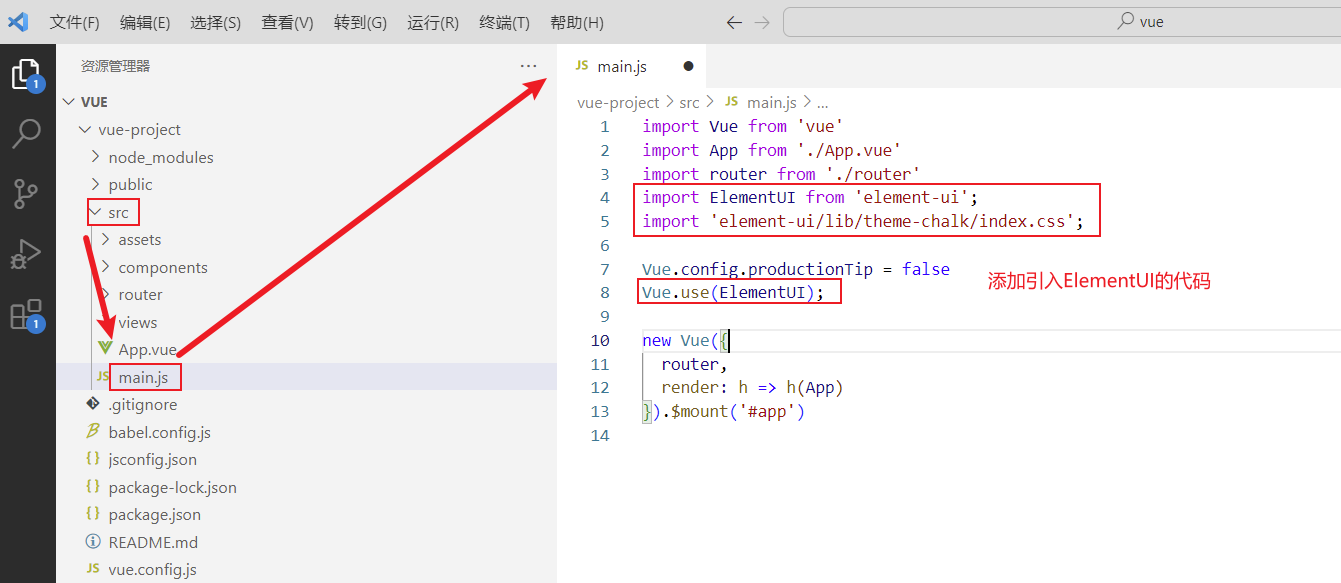 文件(F) 编辑(E) 选择(S) 查看(V) 转到(G) 运行(R) 终端(T) 帮助(H) vue
资源管理器 ...
VUE
vue-project
node_modules
public
src
assets
components
router
views
App.vue
JS main.js
.gitignore
babel.config.js
{} jsconfig.json
{} package-lock.json
{} package.json
README.md
JS vue.config.js
1
1
JS main.js
vue-project > src > JS main.js > ...
1 import Vue from 'vue'
2 import App from './App.vue'
3 import router from './router'
4 import ElementUI from 'element-ui';
5 import 'element-ui/lib/theme-chalk/index.css';
6
7 Vue.config.productionTip = false
8 Vue.use(ElementUI);
添加引入ElementUI的代码
9
10 new Vue({
11 router,
12 render: h => h(App)
13 }).$mount('#app')
14